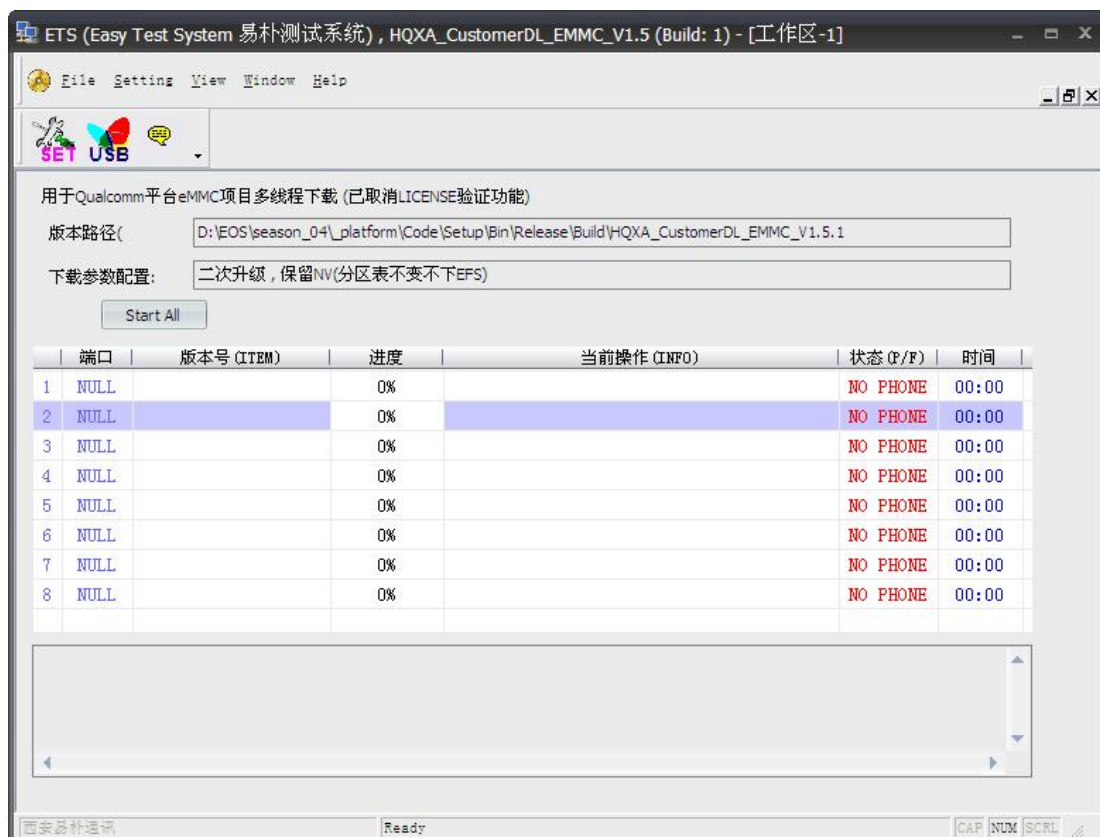 ETS (Easy Test System 易朴测试系统) , HQXA_CustomerDL_EMMC_V1.5 (Build: 1) - [工作区-1]
File Setting View Window Help
SET USB
用于Qualcomm平台eMMC项目多线程下载 (已取消LICENSE验证功能)
版本路径( D:\EOS\season_04\_platform\Code\Setup\Bin\Release\Build\HQXA_CustomerDL_EMMC_V1.5.1
下载参数配置: 二次升级 , 保留NV(分区表不变不下EFS)
Start All
端口 版本号(ITEM) 进度 当前操作(INFO) 状态(P/F) 时间
1 NULL 0% NO PHONE 00:00
2 NULL 0% NO PHONE 00:00
3 NULL 0% NO PHONE 00:00
4 NULL 0% NO PHONE 00:00
5 NULL 0% NO PHONE 00:00
6 NULL 0% NO PHONE 00:00
7 NULL 0% NO PHONE 00:00
8 NULL 0% NO PHONE 00:00
西安易朴通讯 Ready CAP NUM SCRL